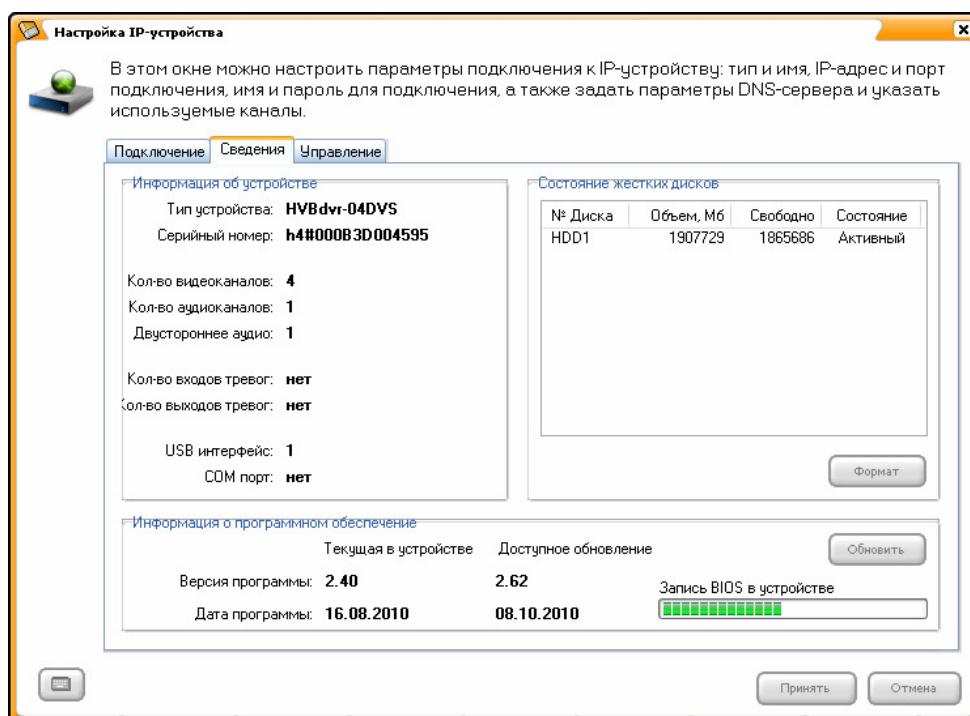 Настройка IP-устройства
В этом окне можно настроить параметры подключения к IP-устройству: тип и имя, IP-адрес и порт
подключения, имя и пароль для подключения, а также задать параметры DNS-сервера и указать
используемые каналы.
Подключение Сведения Управление
Информация об устройстве
Тип устройства: HVBdvr-04DVS
Серийный номер: h4#000B3D004595
Кол-во видеоканалов: 4
Кол-во аудиоканалов: 1
Двустороннее аудио: 1
Кол-во входов тревог: нет
Кол-во выходов тревог: нет
USB интерфейс: 1
COM порт: нет
Состояние жестких дисков
№ Диска Объем, Мб Свободно Состояние
HDD1 1907729 1865686 Активный
Формат
Информация о программном обеспечение
Текущая в устройстве Доступное обновление
Обновить
Версия программы: 2.40 2.62
Запись BIOS в устройстве
Дата программы: 16.08.2010 08.10.2010
Принять Отмена